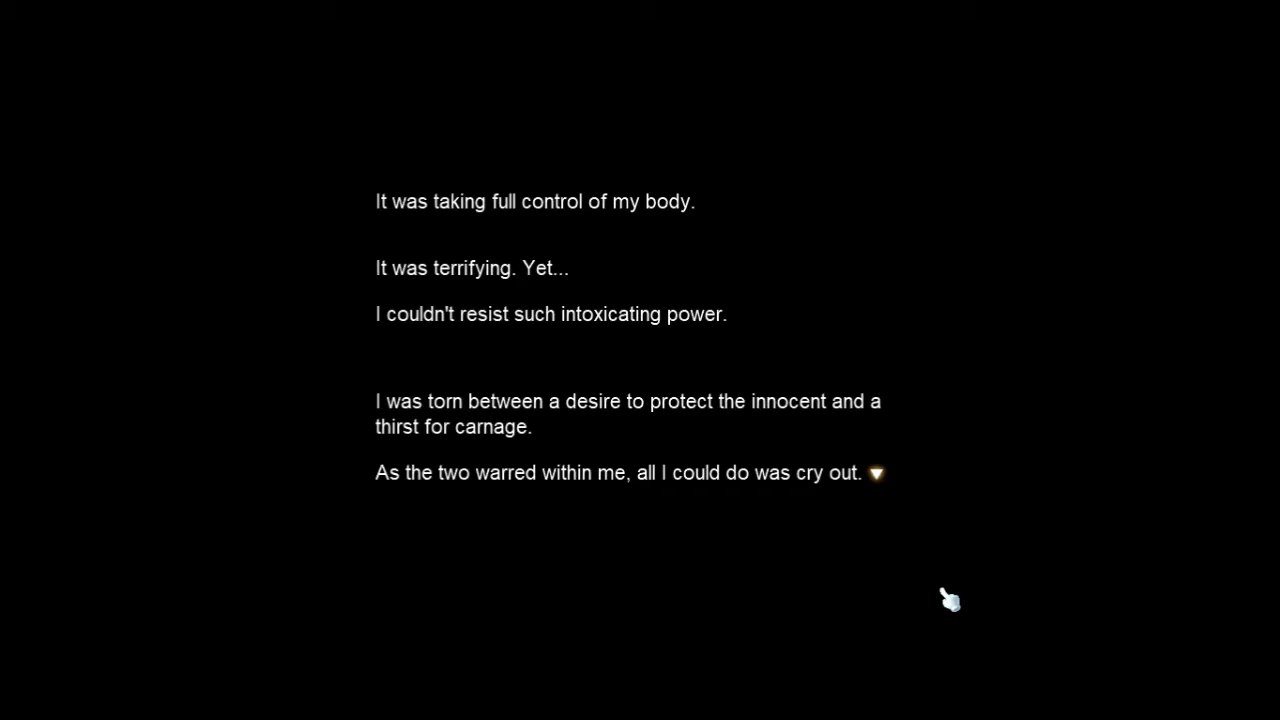 It was taking full control of my body.
It was terrifying. Yet...
I couldn't resist such intoxicating power.
I was torn between a desire to protect the innocent and a
thirst for carnage.
As the two warred within me, all I could do was cry out.